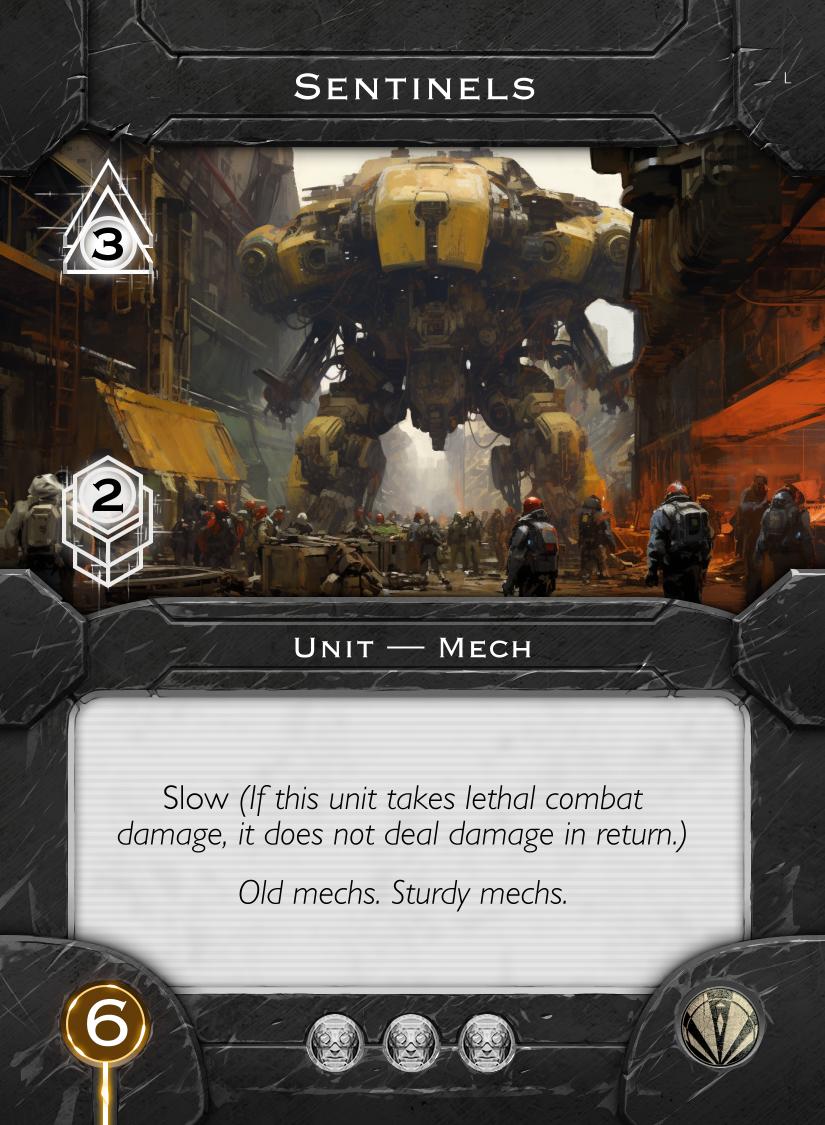 Sentinels
L
3
2
Unit — Mech
Slow (If this unit takes lethal combat
damage, it does not deal damage in return.)
Old mechs. Sturdy mechs.
6